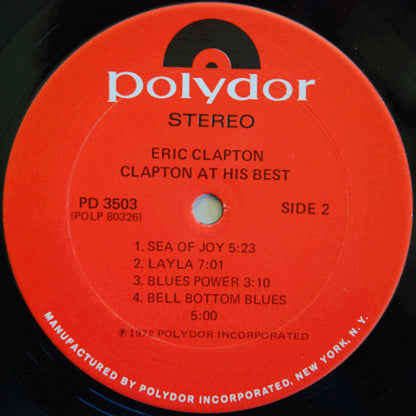 polydor
STEREO
ERIC CLAPTON
CLAPTON AT HIS BEST
PD 3503
(POLP 80326)
SIDE 2
1. SEA OF JOY 5:23
2. LAYLA 7:01
3. BLUES POWER 3:10
4. BELL BOTTOM BLUES
5:00
℗ 1972 POLYDOR INCORPORATED
MANUFACTURED BY POLYDOR INCORPORATED, NEW YORK, N. Y.